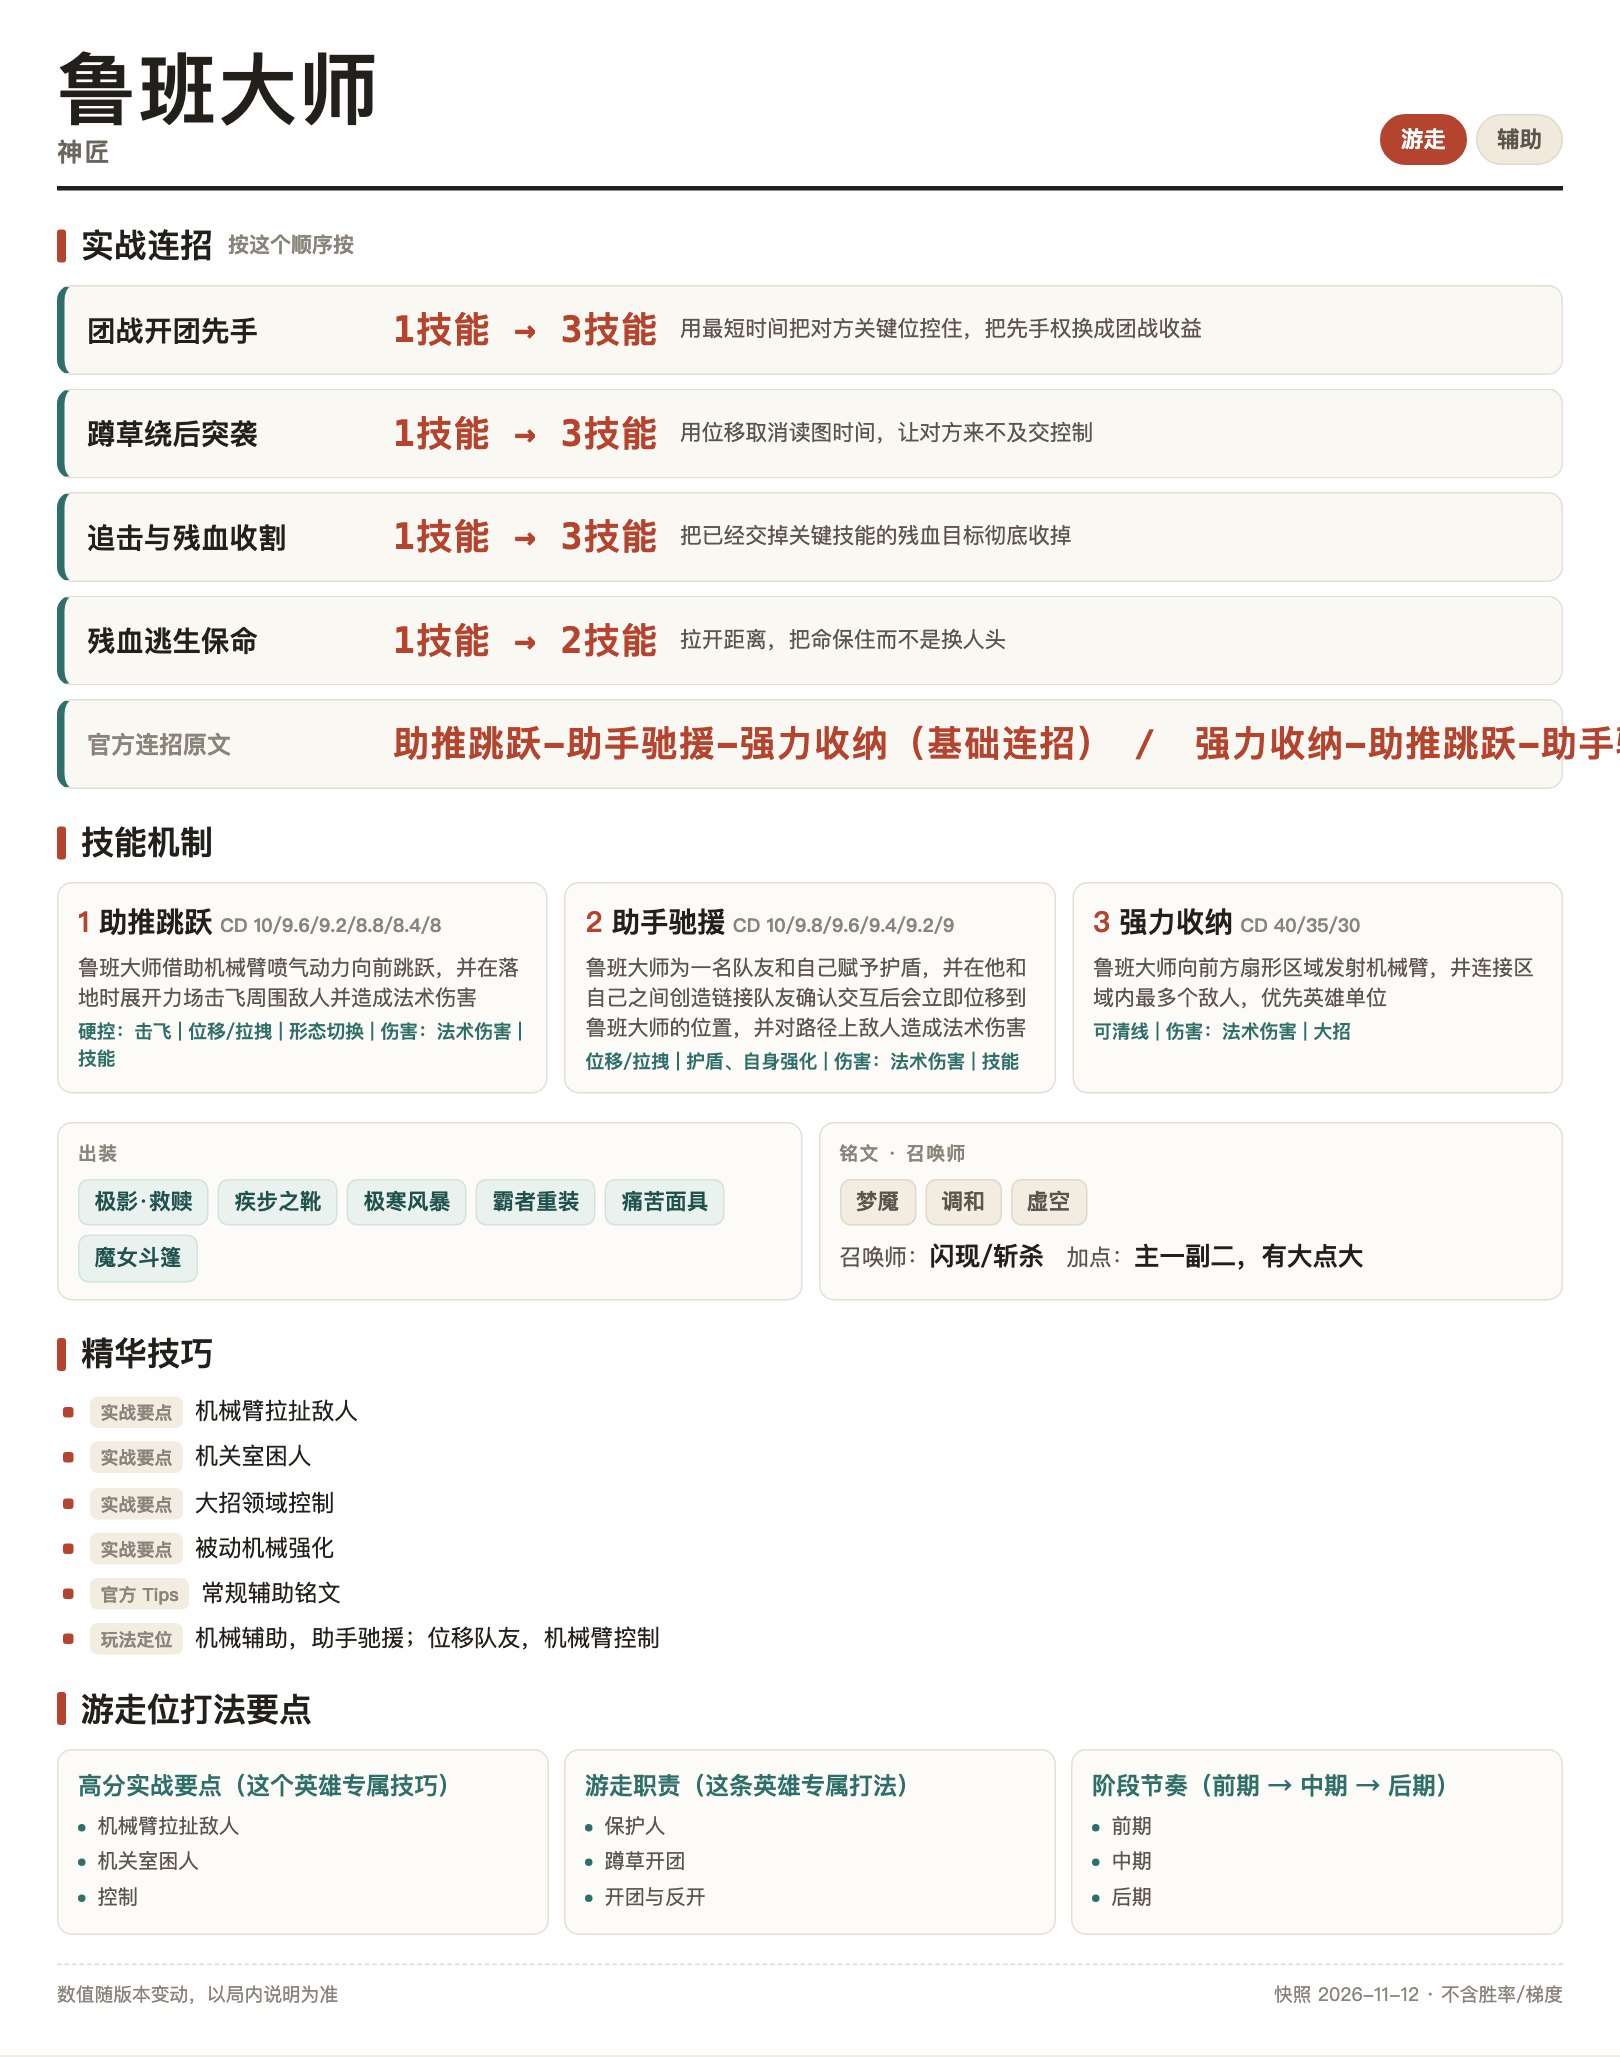 鲁班大师
神匠
游走 辅助
实战连招 按这个顺序按
团战开团先手 1技能 → 3技能 用最短时间把对方关键位控住，把先手权换成团战收益
蹲草绕后突袭 1技能 → 3技能 用位移取消读图时间，让对方来不及交控制
追击与残血收割 1技能 → 3技能 把已经交掉关键技能的残血目标彻底收掉
残血逃生保命 1技能 → 2技能 拉开距离，把命保住而不是换人头
官方连招原文 助推跳跃–助手驰援–强力收纳（基础连招） / 强力收纳–助推跳跃–助手
技能机制
1 助推跳跃 CD 10/9.6/9.2/8.8/8.4/8
鲁班大师借助机械臂喷气动力向前跳跃，并在落
地时展开力场击飞周围敌人并造成法术伤害
硬控：击飞 | 位移/拉拽 | 形态切换 | 伤害：法术伤害 |
技能
2 助手驰援 CD 10/9.8/9.6/9.4/9.2/9
鲁班大师为一名队友和自己赋予护盾，并在他和
自己之间创造链接队友确认交互后会立即位移到
鲁班大师的位置，并对路径上敌人造成法术伤害
位移/拉拽 | 护盾、自身强化 | 伤害：法术伤害 | 技能
3 强力收纳 CD 40/35/30
鲁班大师向前方扇形区域发射机械臂，井连接区
域内最多个敌人，优先英雄单位
可清线 | 伤害：法术伤害 | 大招
出装
极影·救赎 疾步之靴 极寒风暴 霸者重装 痛苦面具
魔女斗篷
铭文 · 召唤师
梦魇 调和 虚空
召唤师：闪现/斩杀 加点：主一副二，有大点大
精华技巧
实战要点 机械臂拉扯敌人
实战要点 机关室困人
实战要点 大招领域控制
实战要点 被动机械强化
官方 Tips 常规辅助铭文
玩法定位 机械辅助，助手驰援；位移队友，机械臂控制
游走位打法要点
高分实战要点（这个英雄专属技巧）
机械臂拉扯敌人
机关室困人
控制
游走职责（这条英雄专属打法）
保护人
蹲草开团
开团与反开
阶段节奏（前期 → 中期 → 后期）
前期
中期
后期
数值随版本变动，以局内说明为准
快照 2026–11–12 · 不含胜率/梯度